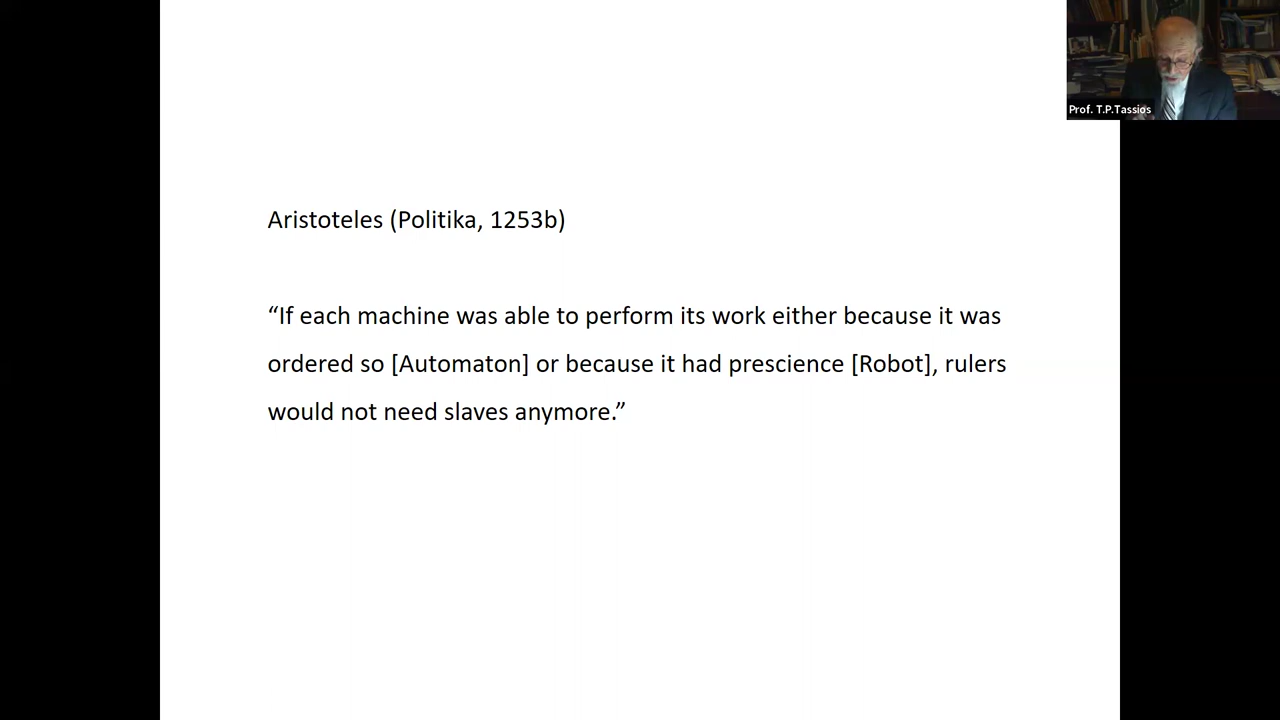 Prof. T.P.Tassios
Aristoteles (Politika, 1253b)
“If each machine was able to perform its work either because it was
ordered so [Automaton] or because it had prescience [Robot], rulers
would not need slaves anymore.”